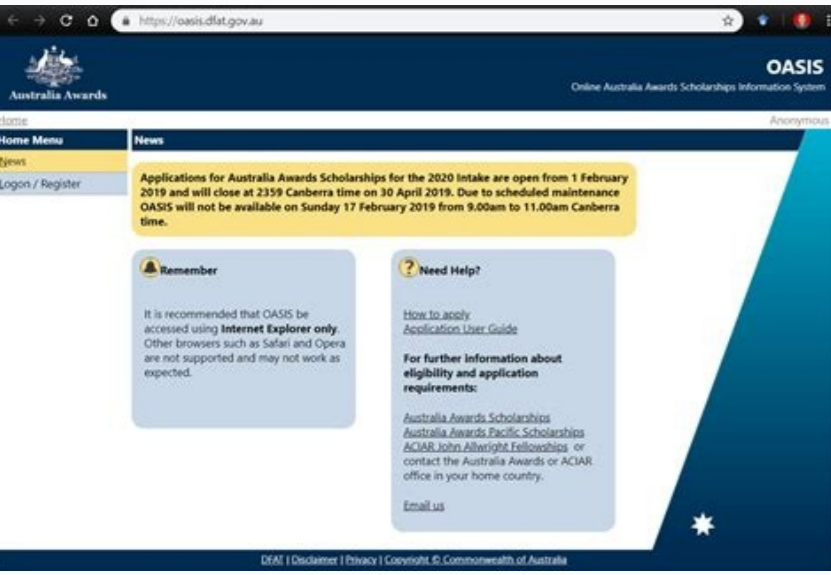 https://oasis.dfat.gov.au
Australia Awards
OASIS
Online Australia Awards Scholarships Information System
Home
Anonymous
Home Menu
News
Logon / Register
News
Applications for Australia Awards Scholarships for the 2020 Intake are open from 1 February
2019 and will close at 2359 Canberra time on 30 April 2019. Due to scheduled maintenance
OASIS will not be available on Sunday 17 February 2019 from 9.00am to 11.00am Canberra
time.
Remember
It is recommended that OASIS be
accessed using Internet Explorer only.
Other browsers such as Safari and Opera
are not supported and may not work as
expected.
Need Help?
How to apply
Application User Guide
For further information about
eligibility and application
requirements:
Australia Awards Scholarships
Australia Awards Pacific Scholarships
ACIAR John Allwright Fellowships or
contact the Australia Awards or ACIAR
office in your home country.
Email us
DFAT | Disclaimer | Privacy | Copyright © Commonwealth of Australia